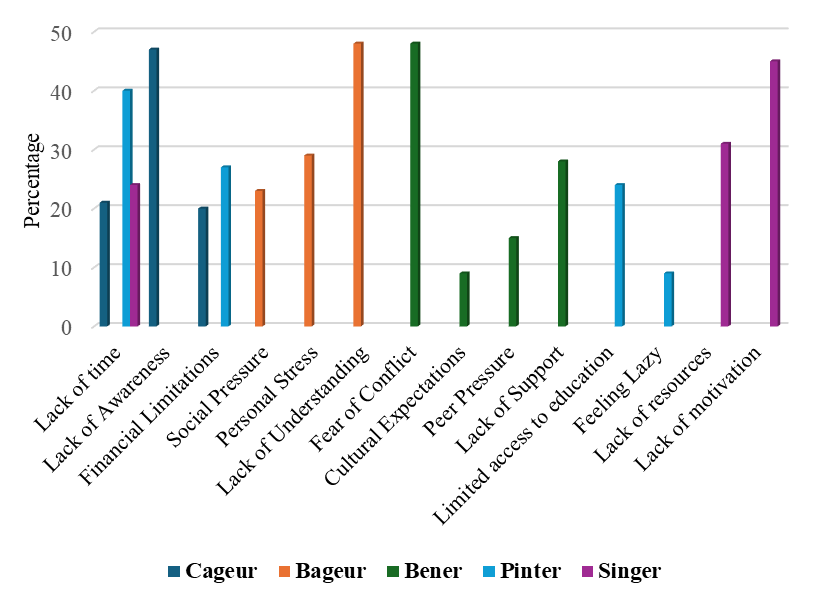 50
40
30
20
10
0
Percentage
Lack of time
Lack of Awareness
Financial Limitations
Social Pressure
Personal Stress
Lack of Understanding
Fear of Conflict
Cultural Expectations
Peer Pressure
Lack of Support
Limited access to education
Feeling Lazy
Lack of resources
Lack of motivation
Cageur Bageur Bener Pinter Singer